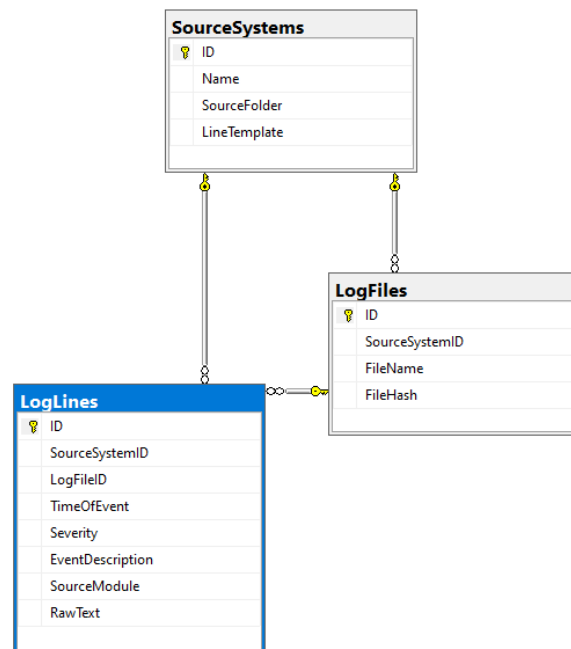 SourceSystems
ID
Name
SourceFolder
LineTemplate
LogFiles
ID
SourceSystemID
FileName
FileHash
LogLines
ID
SourceSystemID
LogFileID
TimeOfEvent
Severity
EventDescription
SourceModule
RawText